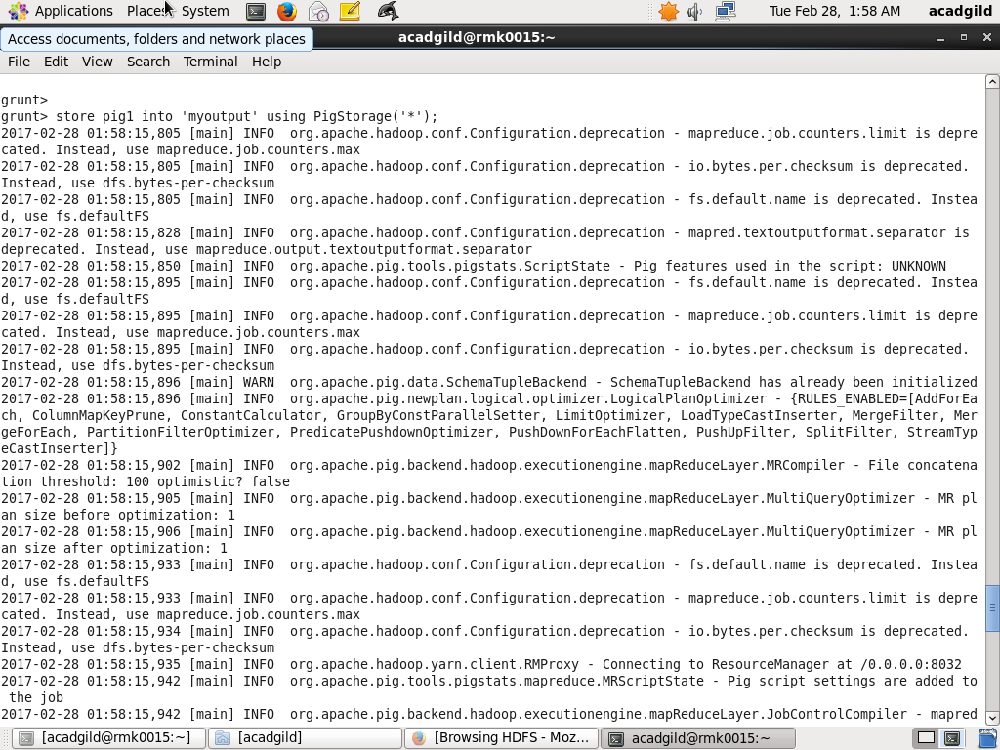 Applications Places System Tue Feb 28, 1:58 AM acadgild
Access documents, folders and network places
acadgild@rmk0015:~
File Edit View Search Terminal Help
grunt>
grunt> store pig1 into 'myoutput' using PigStorage('*');
2017-02-28 01:58:15,805 [main] INFO  org.apache.hadoop.conf.Configuration.deprecation - mapreduce.job.counters.limit is depre
cated. Instead, use mapreduce.job.counters.max
2017-02-28 01:58:15,805 [main] INFO  org.apache.hadoop.conf.Configuration.deprecation - io.bytes.per.checksum is deprecated.
Instead, use dfs.bytes-per-checksum
2017-02-28 01:58:15,805 [main] INFO  org.apache.hadoop.conf.Configuration.deprecation - fs.default.name is deprecated. Instea
d, use fs.defaultFS
2017-02-28 01:58:15,828 [main] INFO  org.apache.hadoop.conf.Configuration.deprecation - mapred.textoutputformat.separator is
deprecated. Instead, use mapreduce.output.textoutputformat.separator
2017-02-28 01:58:15,850 [main] INFO  org.apache.pig.tools.pigstats.ScriptState - Pig features used in the script: UNKNOWN
2017-02-28 01:58:15,895 [main] INFO  org.apache.hadoop.conf.Configuration.deprecation - fs.default.name is deprecated. Instea
d, use fs.defaultFS
2017-02-28 01:58:15,895 [main] INFO  org.apache.hadoop.conf.Configuration.deprecation - mapreduce.job.counters.limit is depre
cated. Instead, use mapreduce.job.counters.max
2017-02-28 01:58:15,895 [main] INFO  org.apache.hadoop.conf.Configuration.deprecation - io.bytes.per.checksum is deprecated.
Instead, use dfs.bytes-per-checksum
2017-02-28 01:58:15,896 [main] WARN  org.apache.pig.data.SchemaTupleBackend - SchemaTupleBackend has already been initialized
2017-02-28 01:58:15,896 [main] INFO  org.apache.pig.newplan.logical.optimizer.LogicalPlanOptimizer - {RULES_ENABLED=[AddForEa
ch, ColumnMapKeyPrune, ConstantCalculator, GroupByConstParallelSetter, LimitOptimizer, LoadTypeCastInserter, MergeFilter, Mer
geForEach, PartitionFilterOptimizer, PredicatePushdownOptimizer, PushDownForEachFlatten, PushUpFilter, SplitFilter, StreamTyp
eCastInserter]}
2017-02-28 01:58:15,902 [main] INFO  org.apache.pig.backend.hadoop.executionengine.mapReduceLayer.MRCompiler - File concatena
tion threshold: 100 optimistic? false
2017-02-28 01:58:15,905 [main] INFO  org.apache.pig.backend.hadoop.executionengine.mapReduceLayer.MultiQueryOptimizer - MR pl
an size before optimization: 1
2017-02-28 01:58:15,906 [main] INFO  org.apache.pig.backend.hadoop.executionengine.mapReduceLayer.MultiQueryOptimizer - MR pl
an size after optimization: 1
2017-02-28 01:58:15,933 [main] INFO  org.apache.hadoop.conf.Configuration.deprecation - fs.default.name is deprecated. Instea
d, use fs.defaultFS
2017-02-28 01:58:15,933 [main] INFO  org.apache.hadoop.conf.Configuration.deprecation - mapreduce.job.counters.limit is depre
cated. Instead, use mapreduce.job.counters.max
2017-02-28 01:58:15,934 [main] INFO  org.apache.hadoop.conf.Configuration.deprecation - io.bytes.per.checksum is deprecated.
Instead, use dfs.bytes-per-checksum
2017-02-28 01:58:15,935 [main] INFO  org.apache.hadoop.yarn.client.RMProxy - Connecting to ResourceManager at /0.0.0.0:8032
2017-02-28 01:58:15,942 [main] INFO  org.apache.pig.tools.pigstats.mapreduce.MRScriptState - Pig script settings are added to
 the job
2017-02-28 01:58:15,942 [main] INFO  org.apache.pig.backend.hadoop.executionengine.mapReduceLayer.JobControlCompiler - mapred
[acadgild@rmk0015:~] [acadgild] [Browsing HDFS - Moz... acadgild@rmk0015:~